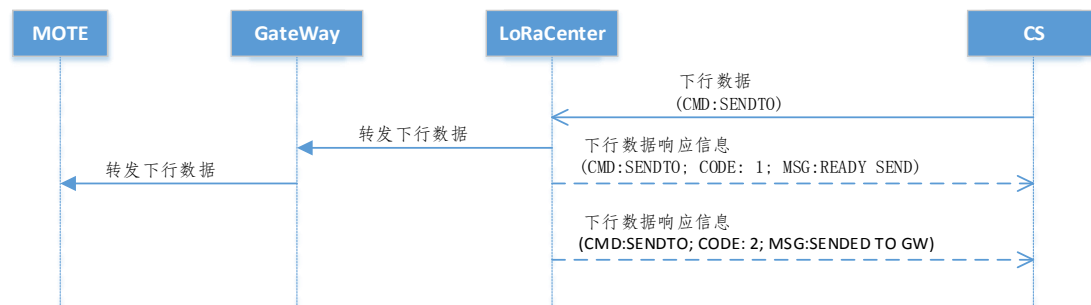 MOTE
GateWay
LoRaCenter
CS
下行数据
(CMD:SENDTO)
转发下行数据
下行数据响应信息
(CMD:SENDTO; CODE: 1; MSG:READY SEND)
转发下行数据
下行数据响应信息
(CMD:SENDTO; CODE: 2; MSG:SENDED TO GW)